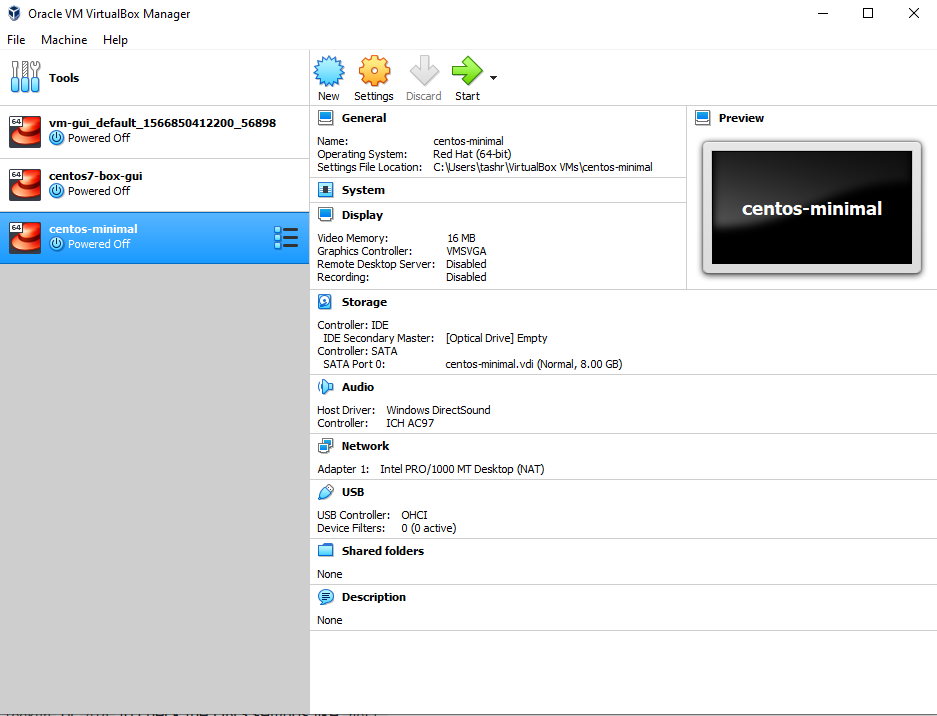 Oracle VM VirtualBox Manager
File Machine Help
Tools
New Settings Discard Start
64
vm-gui_default_1566850412200_56898
Powered Off
64
centos7-box-gui
Powered Off
64
centos-minimal
Powered Off
General
Name: centos-minimal
Operating System: Red Hat (64-bit)
Settings File Location: C:\Users\tashr\VirtualBox VMs\centos-minimal
Preview
centos-minimal
System
Display
Video Memory: 16 MB
Graphics Controller: VMSVGA
Remote Desktop Server: Disabled
Recording: Disabled
Storage
Controller: IDE
IDE Secondary Master: [Optical Drive] Empty
Controller: SATA
SATA Port 0: centos-minimal.vdi (Normal, 8.00 GB)
Audio
Host Driver: Windows DirectSound
Controller: ICH AC97
Network
Adapter 1: Intel PRO/1000 MT Desktop (NAT)
USB
USB Controller: OHCI
Device Filters: 0 (0 active)
Shared folders
None
Description
None